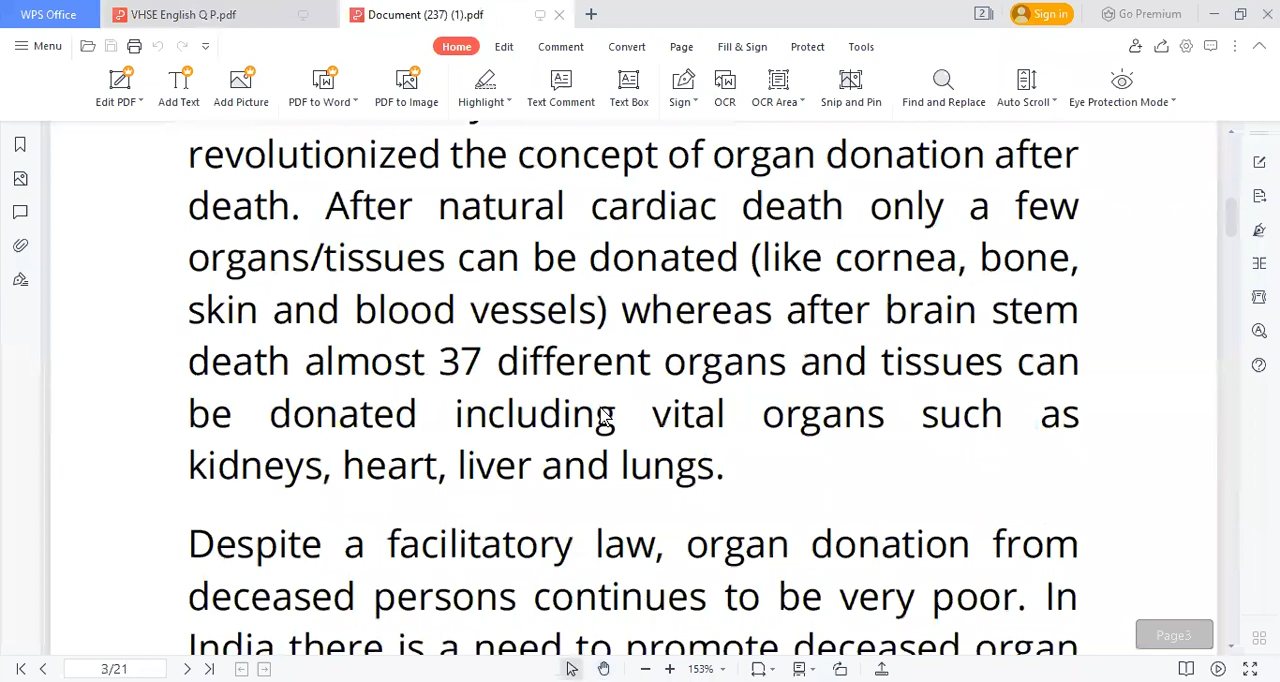 WPS Office
VHSE English Q P.pdf
Document (237) (1).pdf
2
Sign in
Go Premium
Menu
Home
Edit
Comment
Convert
Page
Fill & Sign
Protect
Tools
Edit PDF
Add Text
Add Picture
PDF to Word
PDF to Image
Highlight
Text Comment
Text Box
Sign
OCR
OCR Area
Snip and Pin
Find and Replace
Auto Scroll
Eye Protection Mode
revolutionized the concept of organ donation after
death. After natural cardiac death only a few
organs/tissues can be donated (like cornea, bone,
skin and blood vessels) whereas after brain stem
death almost 37 different organs and tissues can
be donated including vital organs such as
kidneys, heart, liver and lungs.
Despite a facilitatory law, organ donation from
deceased persons continues to be very poor. In
India there is a need to promote deceased organ
Page3
3/21
153%